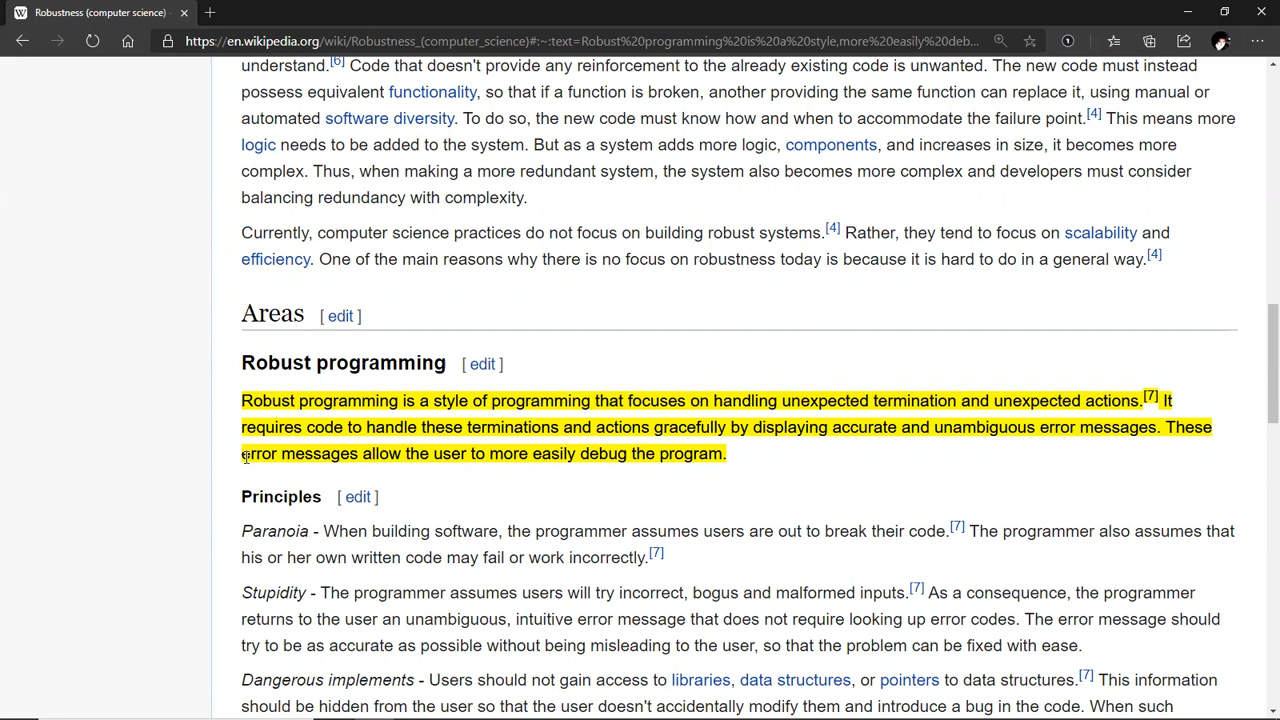 Robustness (computer science)
https://en.wikipedia.org/wiki/Robustness_(computer_science)#:~:text=Robust%20programming%20is%20a%20style,more%20easily%20deb...
understand.[6] Code that doesn't provide any reinforcement to the already existing code is unwanted. The new code must instead
possess equivalent functionality, so that if a function is broken, another providing the same function can replace it, using manual or
automated software diversity. To do so, the new code must know how and when to accommodate the failure point.[4] This means more
logic needs to be added to the system. But as a system adds more logic, components, and increases in size, it becomes more
complex. Thus, when making a more redundant system, the system also becomes more complex and developers must consider
balancing redundancy with complexity.
Currently, computer science practices do not focus on building robust systems.[4] Rather, they tend to focus on scalability and
efficiency. One of the main reasons why there is no focus on robustness today is because it is hard to do in a general way.[4]
Areas [ edit ]
Robust programming [ edit ]
Robust programming is a style of programming that focuses on handling unexpected termination and unexpected actions.[7] It
requires code to handle these terminations and actions gracefully by displaying accurate and unambiguous error messages. These
error messages allow the user to more easily debug the program.
Principles [ edit ]
Paranoia - When building software, the programmer assumes users are out to break their code.[7] The programmer also assumes that
his or her own written code may fail or work incorrectly.[7]
Stupidity - The programmer assumes users will try incorrect, bogus and malformed inputs.[7] As a consequence, the programmer
returns to the user an unambiguous, intuitive error message that does not require looking up error codes. The error message should
try to be as accurate as possible without being misleading to the user, so that the problem can be fixed with ease.
Dangerous implements - Users should not gain access to libraries, data structures, or pointers to data structures.[7] This information
should be hidden from the user so that the user doesn't accidentally modify them and introduce a bug in the code. When such